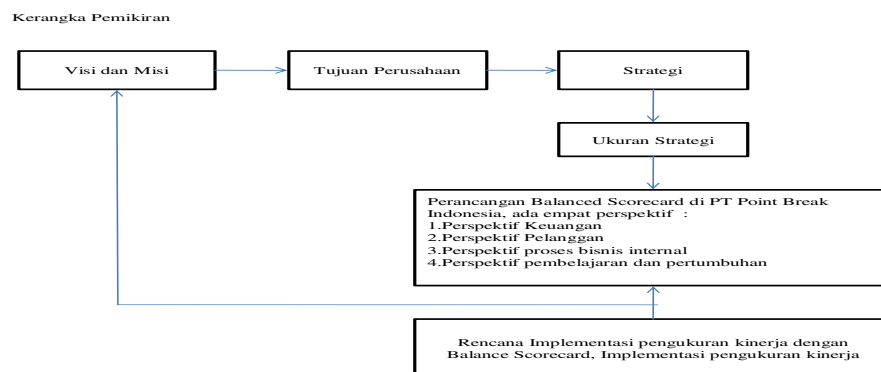 Kerangka Pemikiran
Visi dan Misi
Tujuan Perusahaan
Strategi
Ukuran Strategi
Perancangan Balanced Scorecard di PT Point Break
Indonesia, ada empat perspektif :
1.Perspektif Keuangan
2.Perspektif Pelanggan
3.Perspektif proses bisnis internal
4.Perspektif pembelajaran dan pertumbuhan
Rencana Implementasi pengukuran kinerja dengan
Balance Scorecard, Implementasi pengukuran kinerja